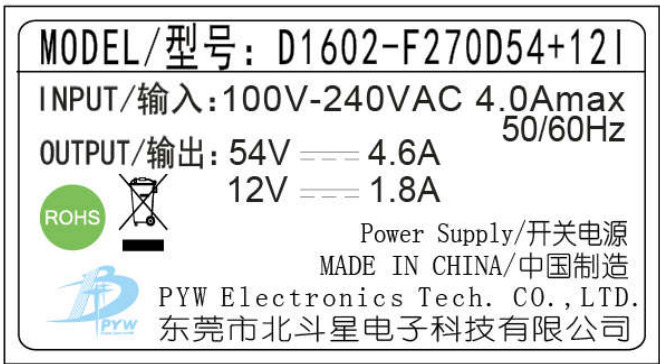 MODEL/型号: D1602-F270D54+12I
INPUT/输入:100V-240VAC 4.0Amax
50/60Hz
OUTPUT/输出: 54V ⎓ 4.6A
12V ⎓ 1.8A
ROHS
Power Supply/开关电源
MADE IN CHINA/中国制造
PYW
PYW Electronics Tech. CO.,LTD.
东莞市北斗星电子科技有限公司